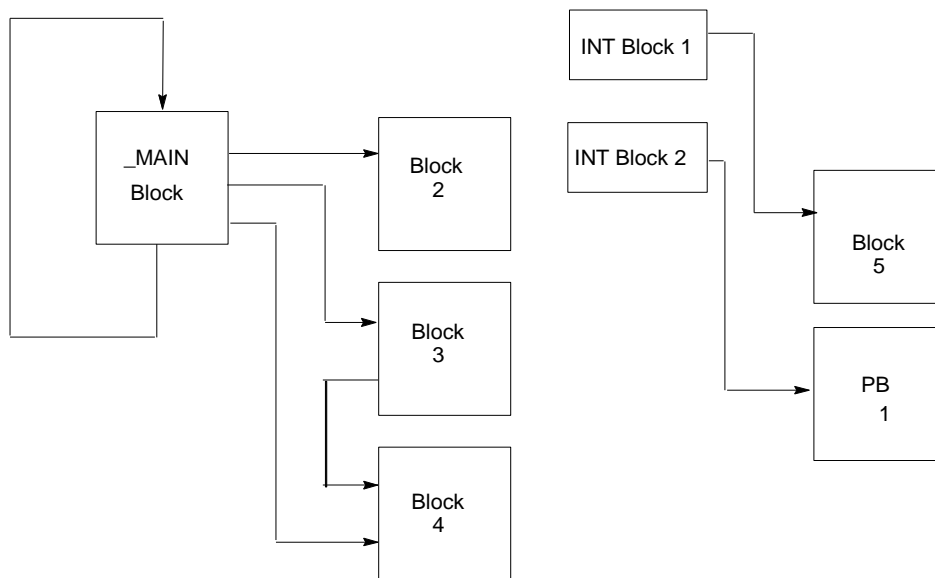 _MAIN
Block
Block
2
Block
3
Block
4
INT Block 1
INT Block 2
Block
5
PB
1